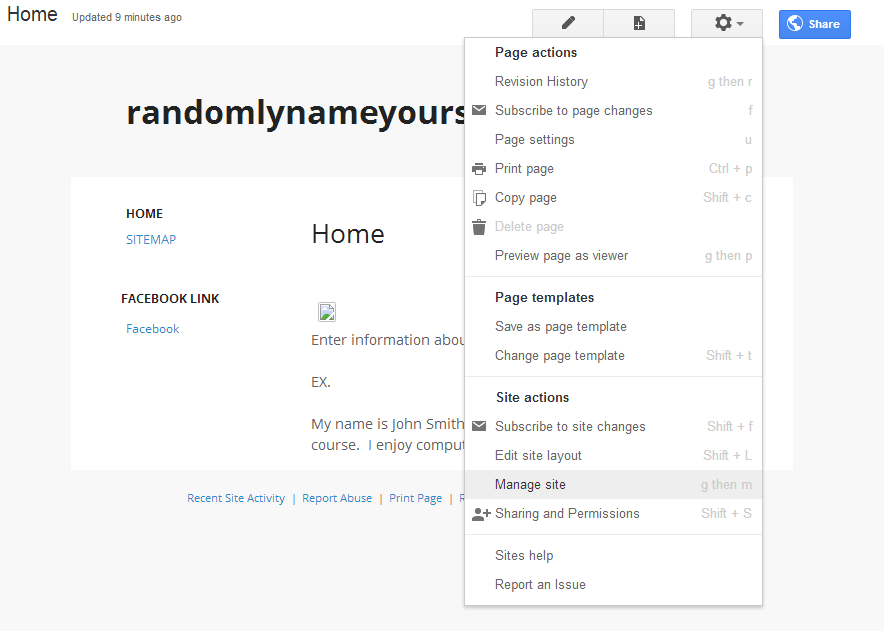 Home Updated 9 minutes ago
Share
randomlynameyours
HOME
SITEMAP
FACEBOOK LINK
Facebook
Home
Enter information abou
EX.
My name is John Smith
course. I enjoy comput
Recent Site Activity | Report Abuse | Print Page | R
Page actions
Revision History g then r
Subscribe to page changes f
Page settings u
Print page Ctrl + p
Copy page Shift + c
Delete page
Preview page as viewer g then p
Page templates
Save as page template
Change page template Shift + t
Site actions
Subscribe to site changes Shift + f
Edit site layout Shift + L
Manage site g then m
Sharing and Permissions Shift + S
Sites help
Report an Issue